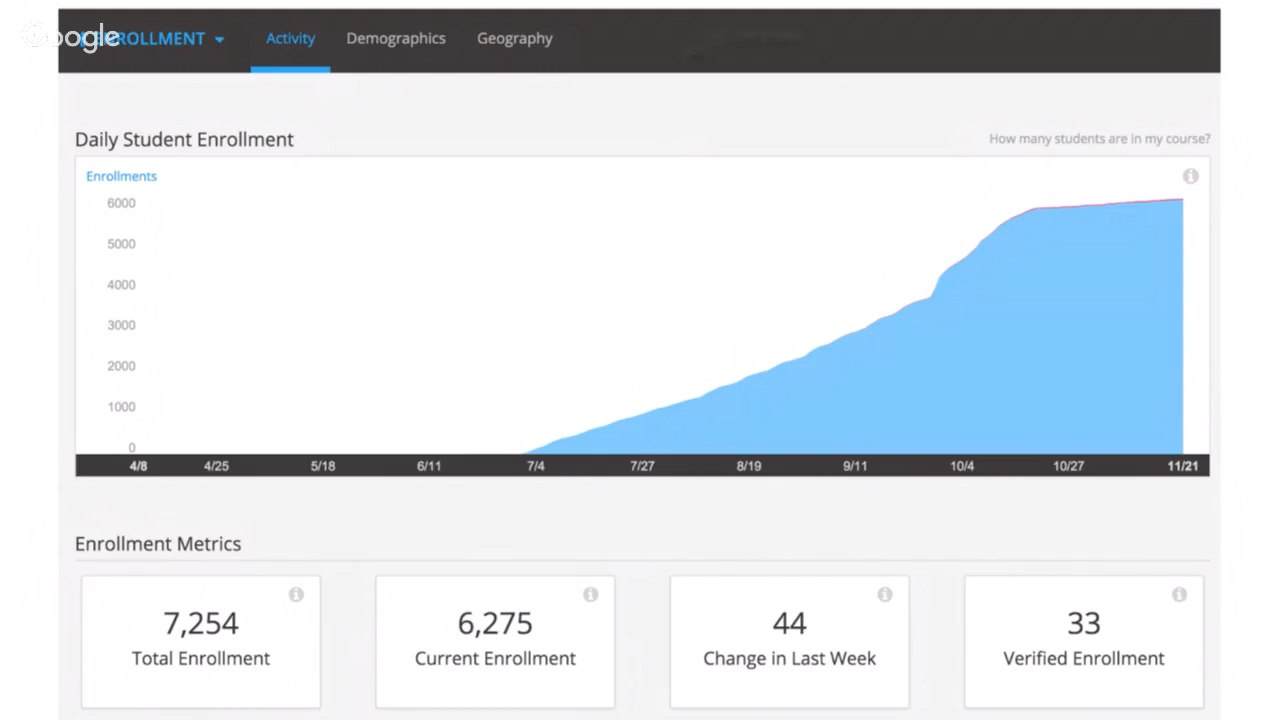 Google
ENROLLMENT Activity Demographics Geography
Daily Student Enrollment How many students are in my course?
Enrollments
6000
5000
4000
3000
2000
1000
0
4/8 4/25 5/18 6/11 7/4 7/27 8/19 9/11 10/4 10/27 11/21
Enrollment Metrics
7,254 6,275 44 33
Total Enrollment Current Enrollment Change in Last Week Verified Enrollment